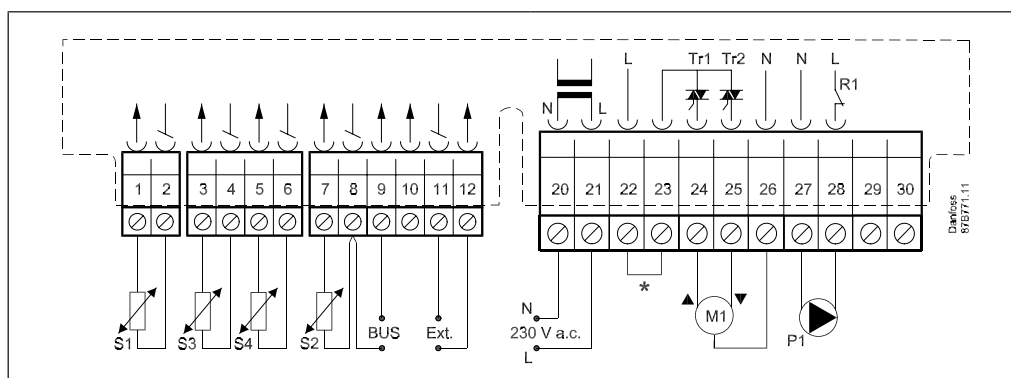 L Tr1 Tr2 N N L
R1
N L
1 2 3 4 5 6 7 8 9 10 11 12
20 21 22 23 24 25 26 27 28 29 30
Danfoss
87B771.11
*
S1 S3 S4 S2 BUS Ext.
N
230 V a.c.
L
M1
P1